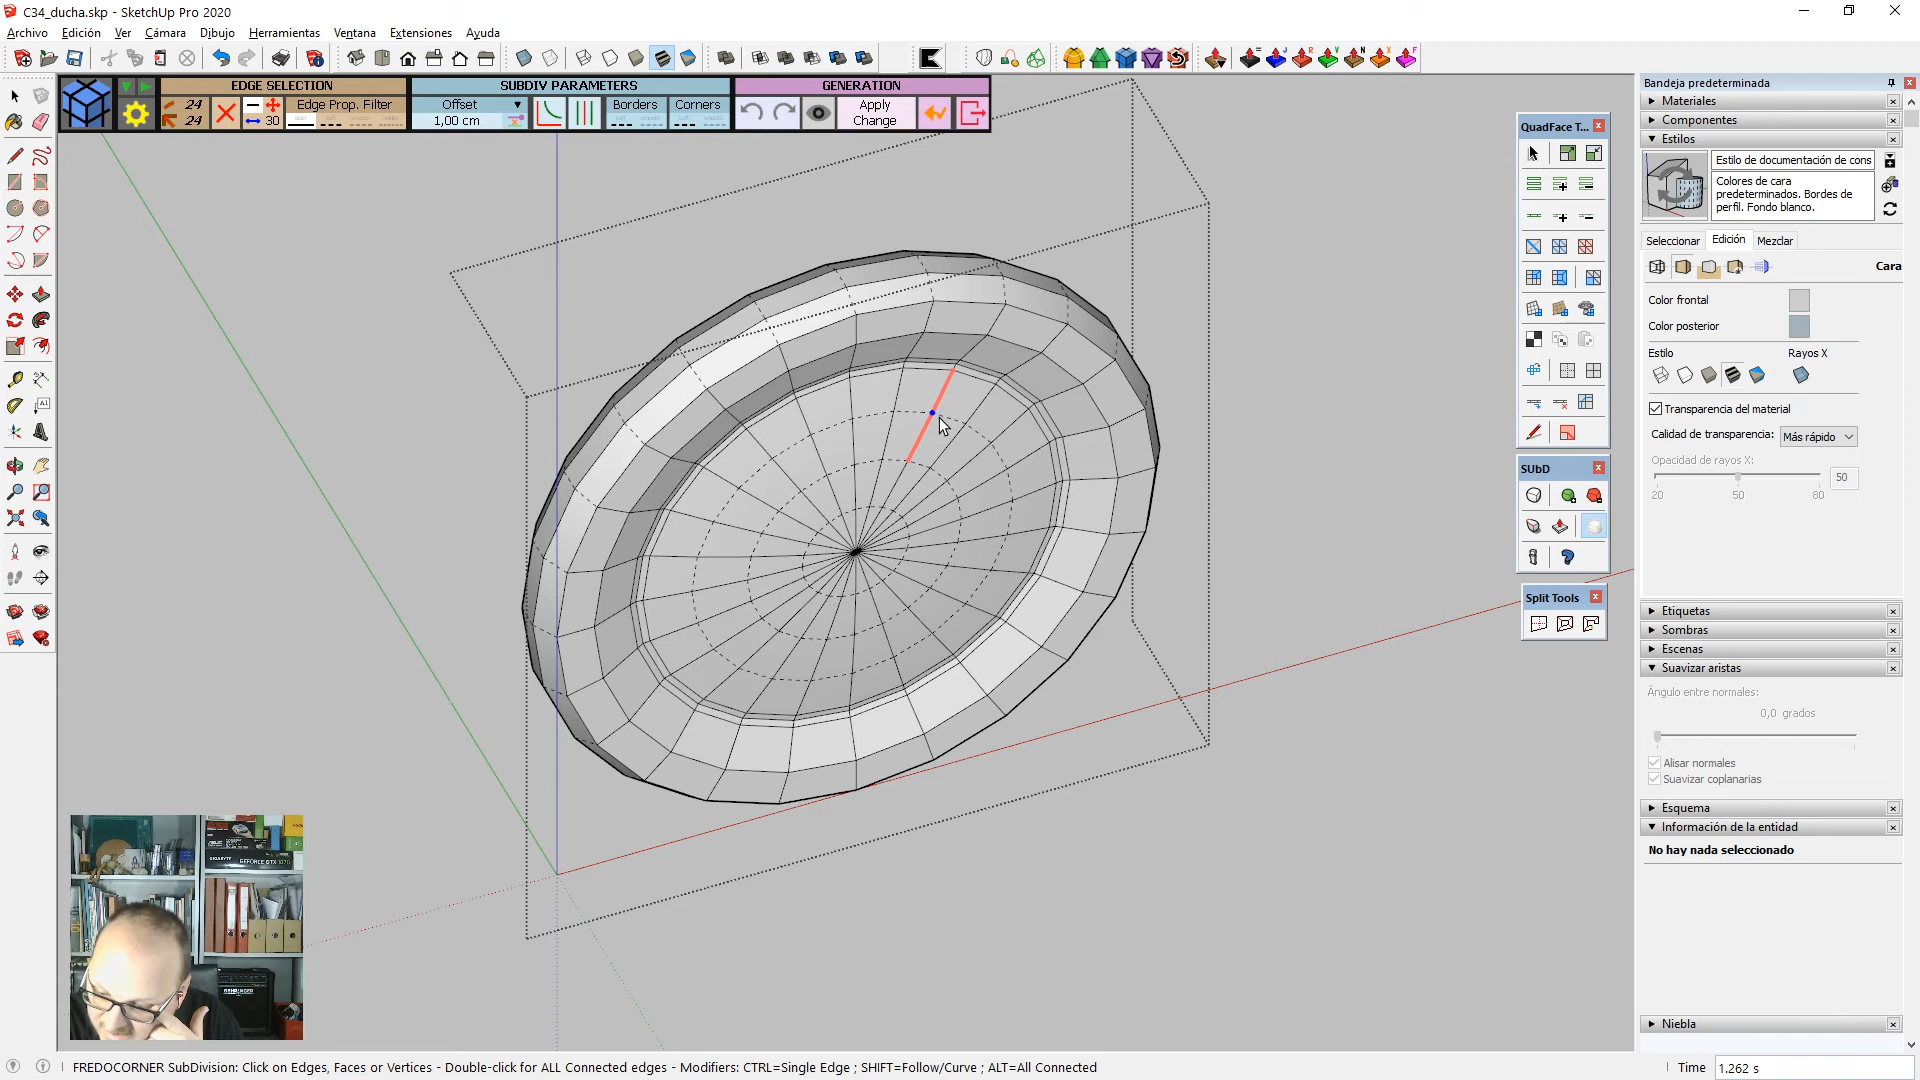 C34_ducha.skp - SketchUp Pro 2020
Archivo Edición Ver Cámara Dibujo Herramientas Ventana Extensiones Ayuda
EDGE SELECTION SUBDIV PARAMETERS GENERATION
24 24 30 Edge Prop. Filter
Offset 1,00 cm Borders Corners
Apply Change
QuadFace T...
SUbD
Split Tools
Bandeja predeterminada
Materiales
Componentes
Estilos
Estilo de documentación de cons
Colores de cara
predeterminados. Bordes de
perfil. Fondo blanco.
Seleccionar Edición Mezclar
Cara
Color frontal
Color posterior
Estilo Rayos X
Transparencia del material
Calidad de transparencia: Más rápido
Opacidad de rayos X:
50
20 50 80
Etiquetas
Sombras
Escenas
Suavizar aristas
Ángulo entre normales:
0,0 grados
Alisar normales
Suavizar coplanarias
Esquema
Información de la entidad
No hay nada seleccionado
Niebla
FREDOCORNER SubDivision: Click on Edges, Faces or Vertices - Double-click for ALL Connected edges - Modifiers: CTRL=Single Edge ; SHIFT=Follow/Curve ; ALT=All Connected
Time 1.262 s